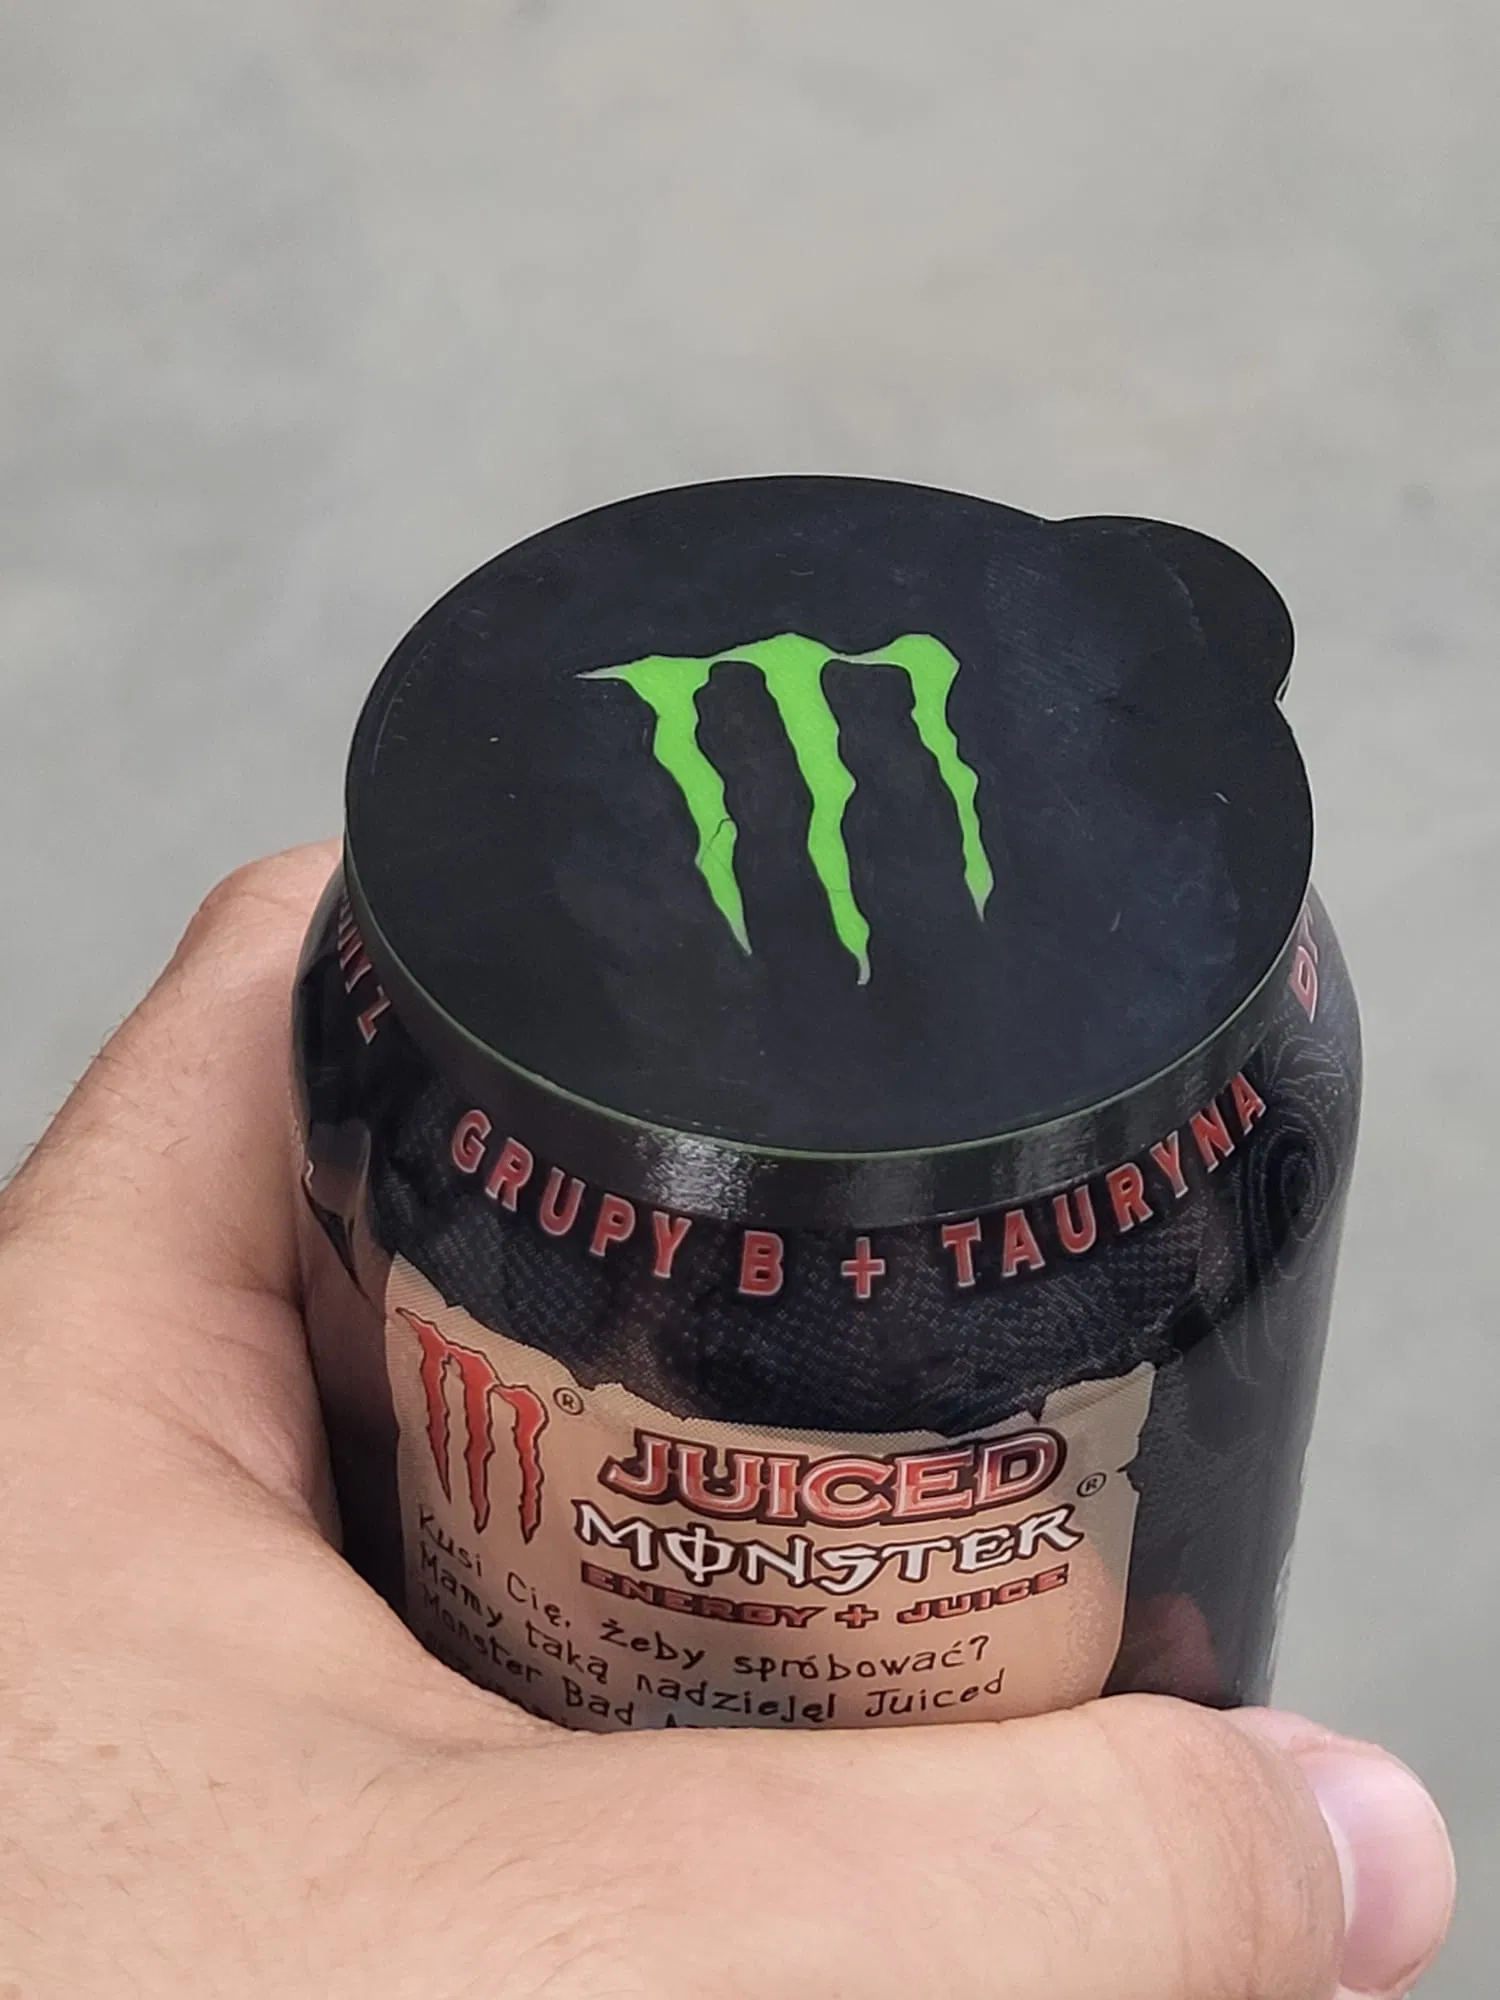 GRUPY B + TAURYNA
JUICED
MONSTER
ENERGY + JUICE
Kusi Cię, żeby spróbować?
Mamy taką nadzieję! Juiced
Monster Bad